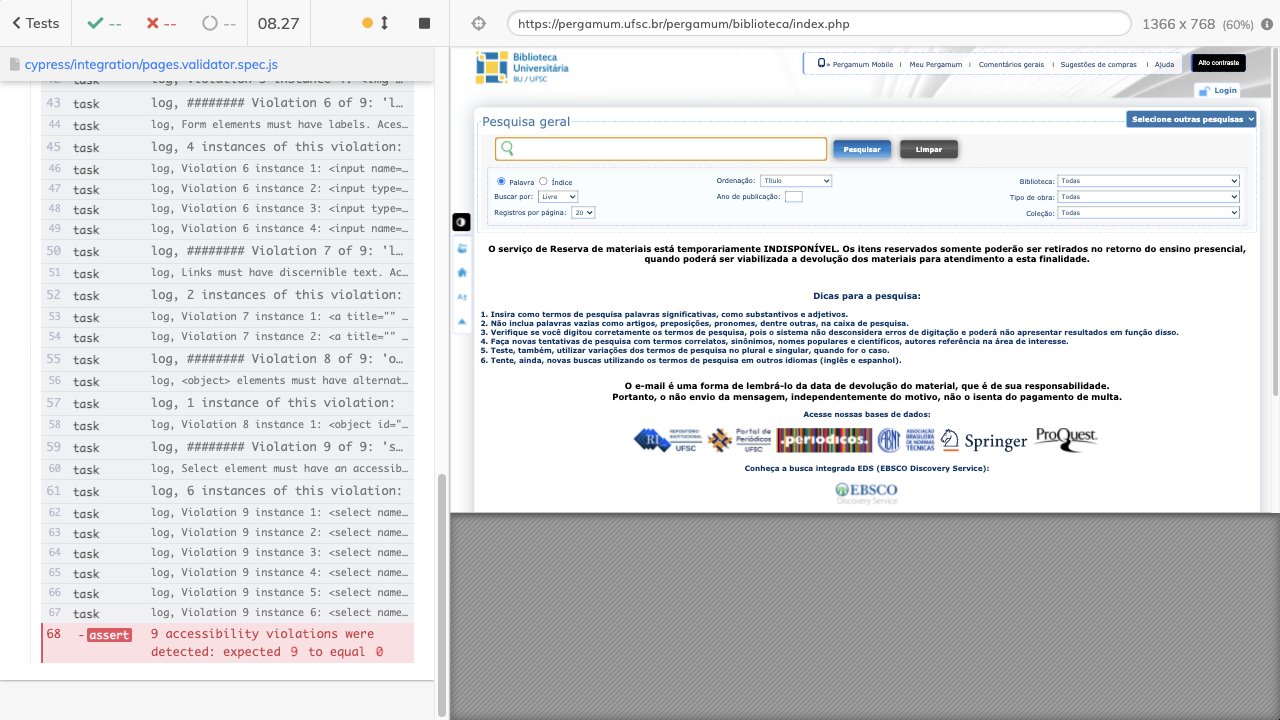 Tests
--
--
--
08.27
https://pergamum.ufsc.br/pergamum/biblioteca/index.php
1366 x 768 (60%)
cypress/integration/pages.validator.spec.js
43 task log, ######## Violation 6 of 9: 'l…
44 task log, Form elements must have labels. Aces…
45 task log, 4 instances of this violation:
46 task log, Violation 6 instance 1: <input name=…
47 task log, Violation 6 instance 2: <input type=…
48 task log, Violation 6 instance 3: <input name=…
49 task log, Violation 6 instance 4: <input name=…
50 task log, ######## Violation 7 of 9: 'l…
51 task log, Links must have discernible text. Ac…
52 task log, 2 instances of this violation:
53 task log, Violation 7 instance 1: <a title="" …
54 task log, Violation 7 instance 2: <a title="" …
55 task log, ######## Violation 8 of 9: 'o…
56 task log, <object> elements must have alternat…
57 task log, 1 instance of this violation:
58 task log, Violation 8 instance 1: <object id="…
59 task log, ######## Violation 9 of 9: 's…
60 task log, Select element must have an accessib…
61 task log, 6 instances of this violation:
62 task log, Violation 9 instance 1: <select name…
63 task log, Violation 9 instance 2: <select name…
64 task log, Violation 9 instance 3: <select name…
65 task log, Violation 9 instance 4: <select name…
66 task log, Violation 9 instance 5: <select name…
67 task log, Violation 9 instance 6: <select name…
68 -assert 9 accessibility violations were
detected: expected 9 to equal 0
Biblioteca
Universitária
BU / UFSC
» Pergamum Mobile | Meu Pergamum | Comentários gerais | Sugestões de compras | Ajuda
Alto contraste
Login
Pesquisa geral
Selecione outras pesquisas
Pesquisar
Limpar
Palavra Índice
Ordenação: Título
Biblioteca: Todas
Buscar por: Livre
Ano de publicação:
Tipo de obra: Todas
Registros por página: 20
Coleção: Todas
O serviço de Reserva de materiais está temporariamente INDISPONÍVEL. Os itens reservados somente poderão ser retirados no retorno do ensino presencial,
quando poderá ser viabilizada a devolução dos materiais para atendimento a esta finalidade.
Dicas para a pesquisa:
1. Insira como termos de pesquisa palavras significativas, como substantivos e adjetivos.
2. Não inclua palavras vazias como artigos, preposições, pronomes, dentre outras, na caixa de pesquisa.
3. Verifique se você digitou corretamente os termos de pesquisa, pois o sistema não desconsidera erros de digitação e poderá não apresentar resultados em função disso.
4. Faça novas tentativas de pesquisa com termos correlatos, sinônimos, nomes populares e científicos, autores referência na área de interesse.
5. Teste, também, utilizar variações dos termos de pesquisa no plural e singular, quando for o caso.
6. Tente, ainda, novas buscas utilizando os termos de pesquisa em outros idiomas (inglês e espanhol).
O e-mail é uma forma de lembrá-lo da data de devolução do material, que é de sua responsabilidade.
Portanto, o não envio da mensagem, independentemente do motivo, não o isenta do pagamento de multa.
Acesse nossas bases de dados:
RI REPOSITÓRIO
INSTITUCIONAL
UFSC
Portal de
Periódicos
UFSC
.periodicos.
ABNT ASSOCIAÇÃO
BRASILEIRA
DE NORMAS
TÉCNICAS
Springer
ProQuest
Conheça a busca integrada EDS (EBSCO Discovery Service):
EBSCO
Discovery Service